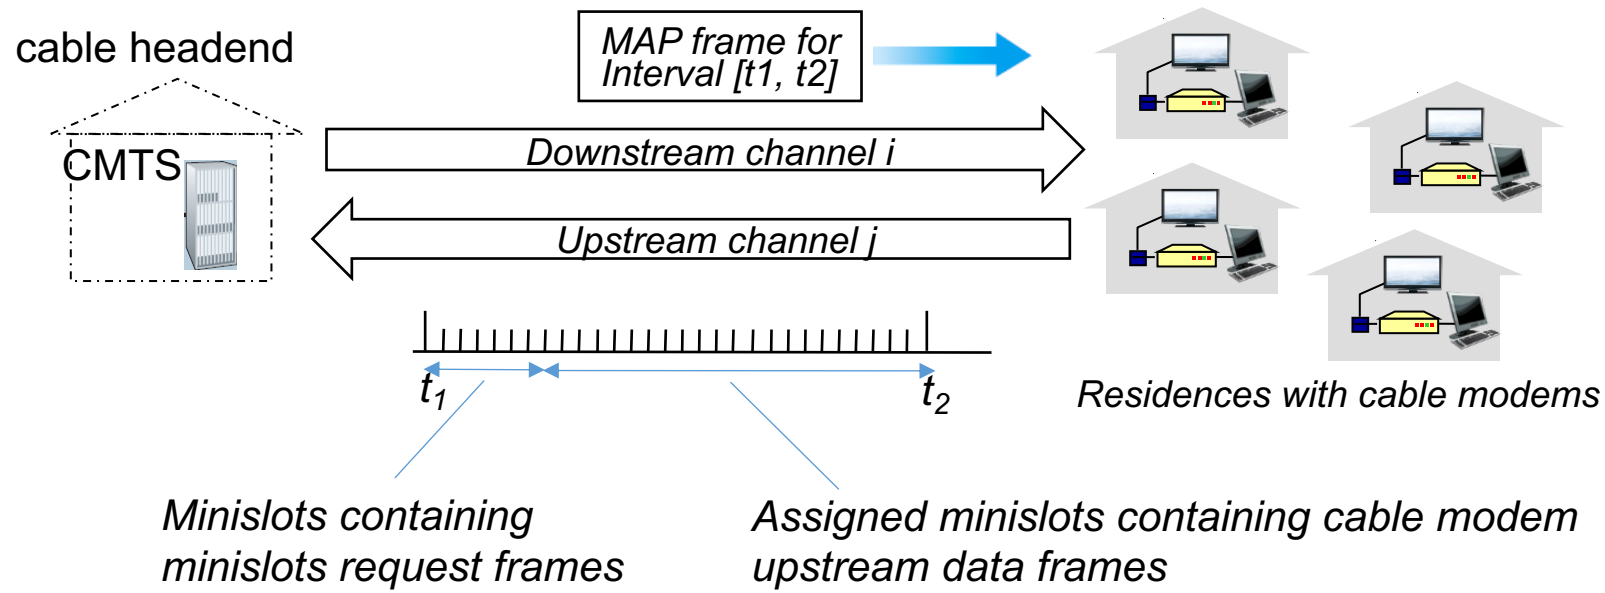 cable headend
MAP frame for
Interval [t1, t2]
CMTS
Downstream channel i
Upstream channel j
t1
t2
Residences with cable modems
Minislots containing
minislots request frames
Assigned minislots containing cable modem
upstream data frames